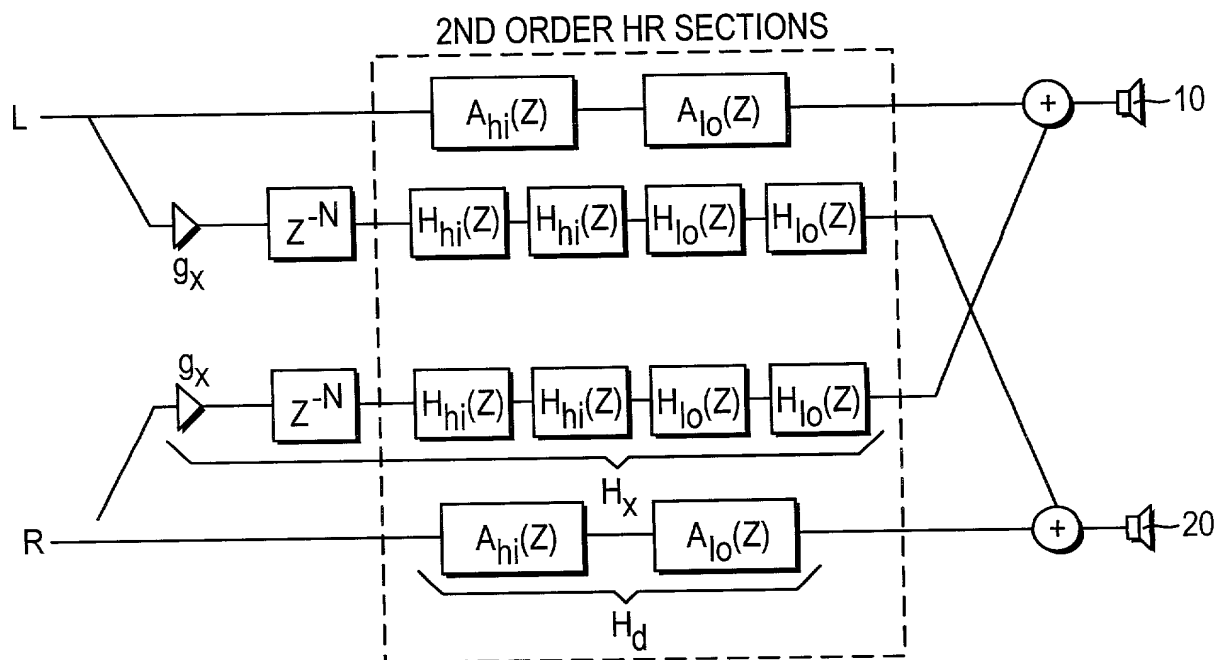 2ND ORDER HR SECTIONS
L A_hi(Z) A_lo(Z) + 10
g_x Z^-N H_hi(Z) H_hi(Z) H_lo(Z) H_lo(Z)
g_x Z^-N H_hi(Z) H_hi(Z) H_lo(Z) H_lo(Z)
H_x
R A_hi(Z) A_lo(Z) + 20
H_d